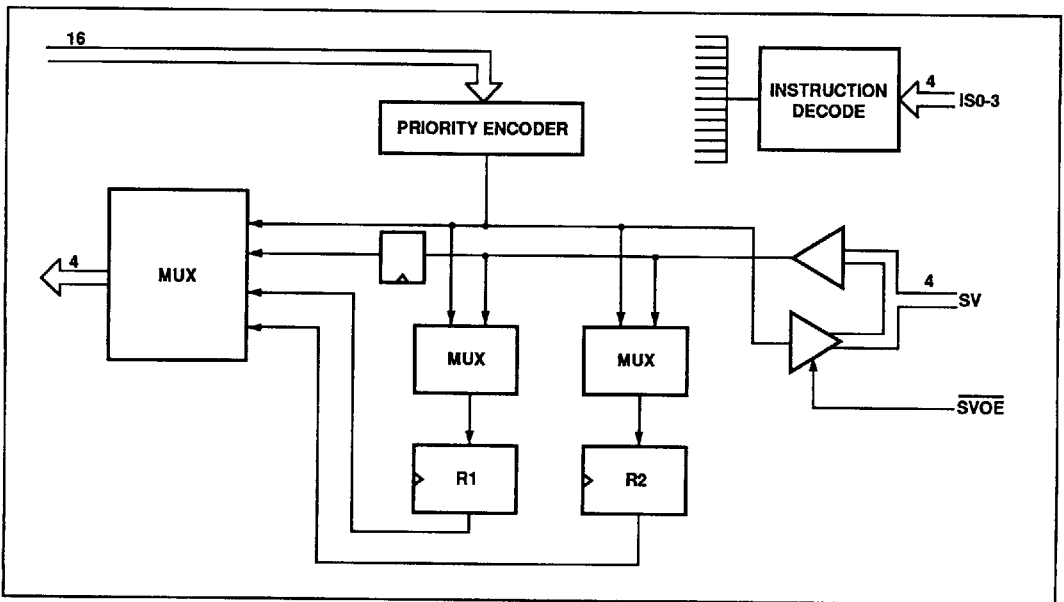 16
PRIORITY ENCODER
INSTRUCTION
DECODE
4
IS0-3
MUX
4
4
SV
MUX
MUX
SVOE
R1
R2